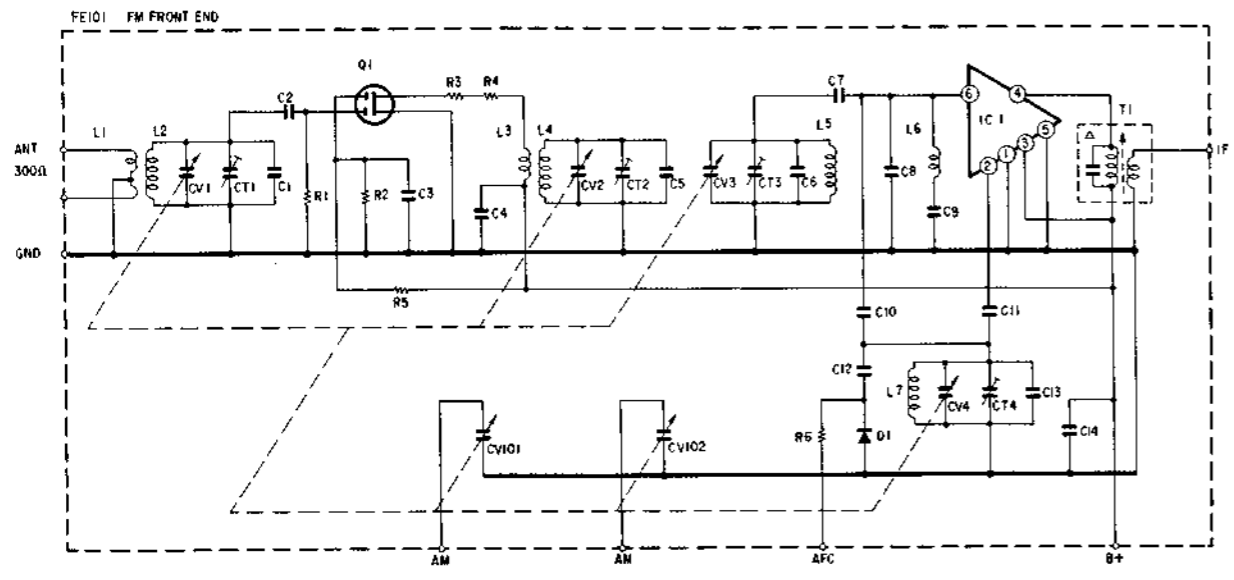 FE101 FM FRONT END
Q1
C2
R3
R4
C7
6
4
IC1
T1
L1
L2
L3
L4
L5
L6
5
3
1
2
ANT
300Ω
IF
CV1
CT1
C1
R1
R2
C3
C4
CV2
CT2
C5
CV3
CT3
C6
C8
C9
GND
R5
C10
C11
C12
L7
CV4
CT4
C13
R6
D1
C14
CV101
CV102
AM
AM
AFC
B+